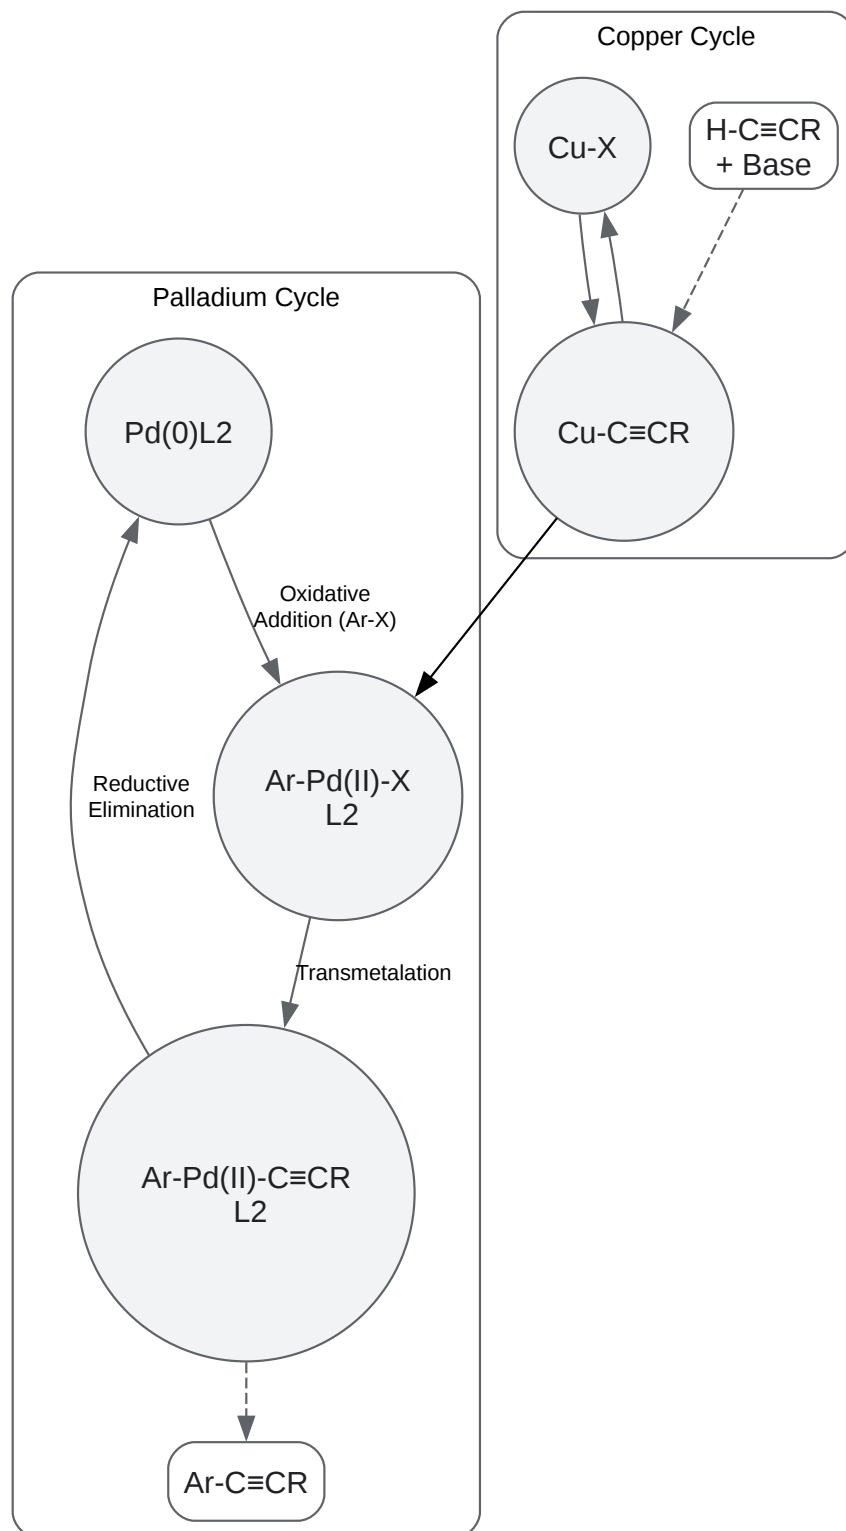 Copper Cycle
Cu-X
H-C≡CR
+ Base
Cu-C≡CR
Palladium Cycle
Pd(0)L2
Oxidative
Addition (Ar-X)
Ar-Pd(II)-X
L2
Reductive
Elimination
Transmetalation
Ar-Pd(II)-C≡CR
L2
Ar-C≡CR